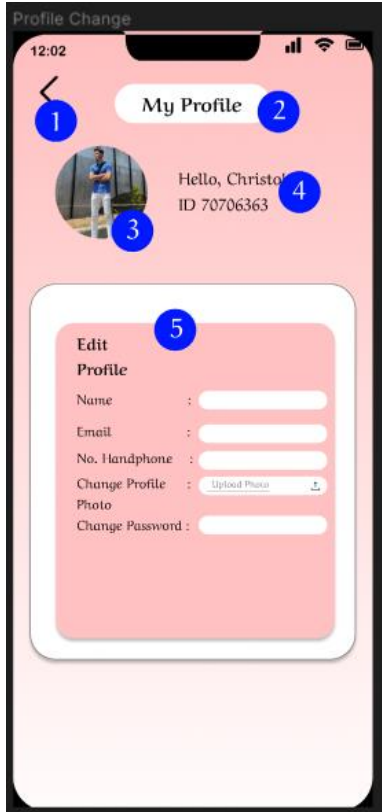 Profile Change
12:02
1
My Profile 2
Hello,
ID 70706363 4
3
5
Edit
Profile
Name :
Email :
No. Handphone :
Change Profile : Upload Photo
Photo
Change Password :